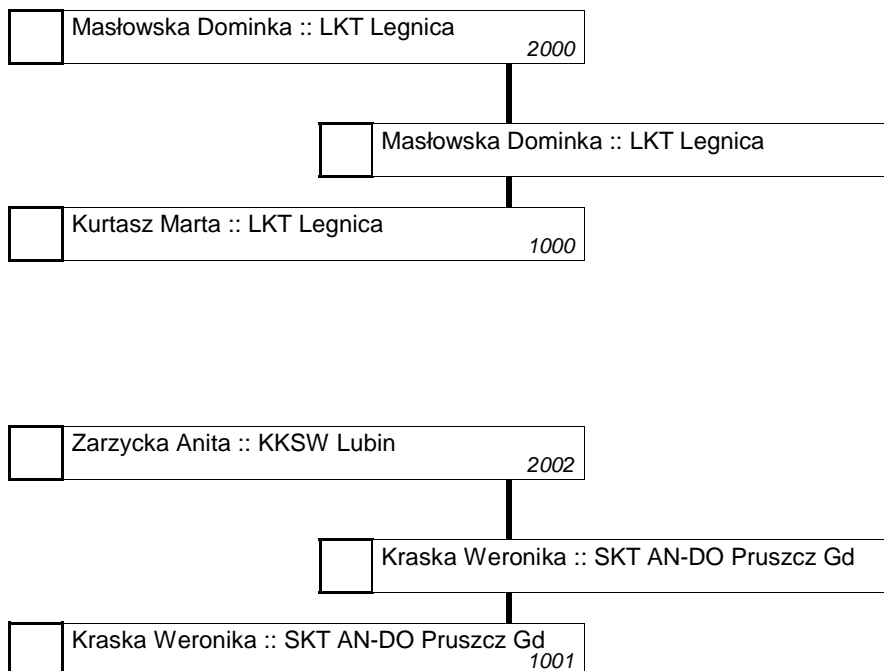 Masłowska Dominka :: LKT Legnica
2000
Masłowska Dominka :: LKT Legnica
Kurtasz Marta :: LKT Legnica
1000
Zarzycka Anita :: KKSW Lubin
2002
Kraska Weronika :: SKT AN-DO Pruszcz Gd
Kraska Weronika :: SKT AN-DO Pruszcz Gd
1001